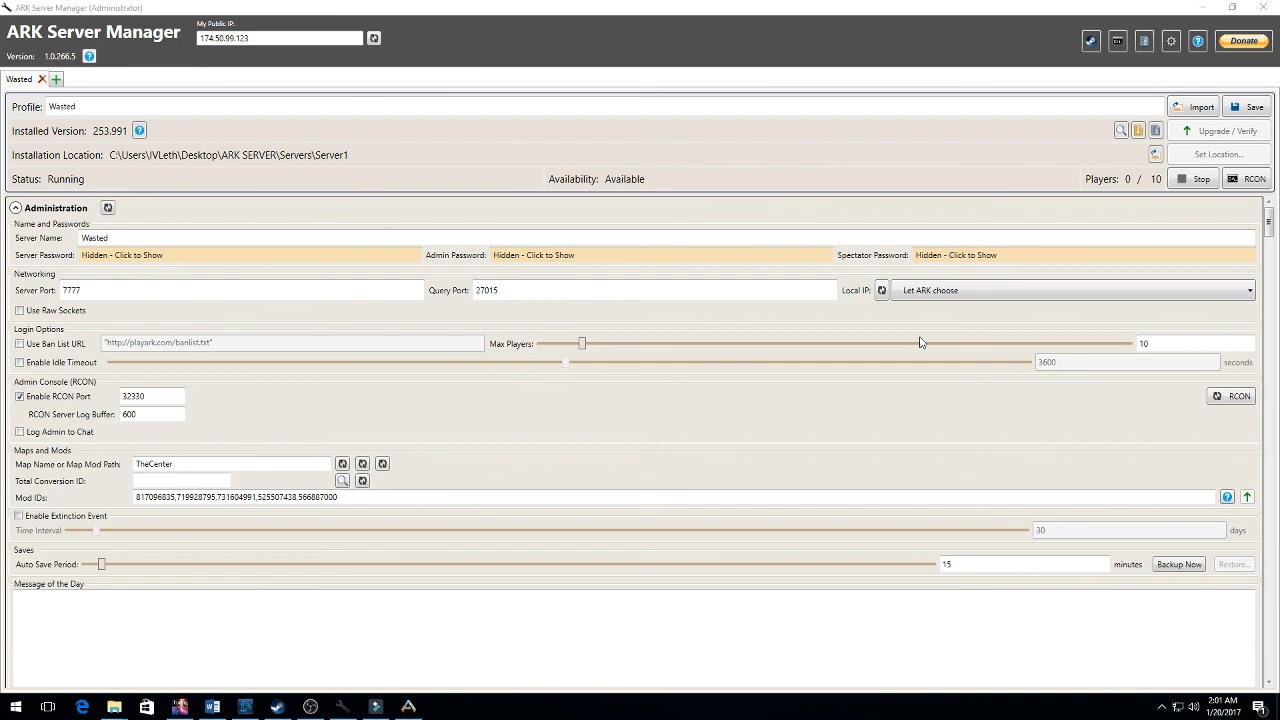 ARK Server Manager (Administrator)
ARK Server Manager
My Public IP:
174.50.99.123
Donate
Version: 1.0.266.5
Wasted
Profile: Wasted
Import
Save
Installed Version: 253.991
Upgrade / Verify
Installation Location: C:\Users\IVLeth\Desktop\ARK SERVER\Servers\Server1
Set Location...
Status: Running
Availability: Available
Players: 0 / 10
Stop
RCON
Administration
Name and Passwords
Server Name: Wasted
Server Password: Hidden - Click to Show
Admin Password: Hidden - Click to Show
Spectator Password: Hidden - Click to Show
Networking
Server Port: 7777
Query Port: 27015
Local IP: Let ARK choose
Use Raw Sockets
Login Options
Use Ban List URL "http://playark.com/banlist.txt"
Max Players: 10
Enable Idle Timeout 3600 seconds
Admin Console (RCON)
Enable RCON Port 32330
RCON
RCON Server Log Buffer: 600
Log Admin to Chat
Maps and Mods
Map Name or Map Mod Path: TheCenter
Total Conversion ID:
Mod IDs: 817096835,719928795,731604991,525507438,566887000
Enable Extinction Event
Time Interval 30 days
Saves
Auto Save Period: 15 minutes
Backup Now
Restore...
Message of the Day
2:01 AM
1/20/2017